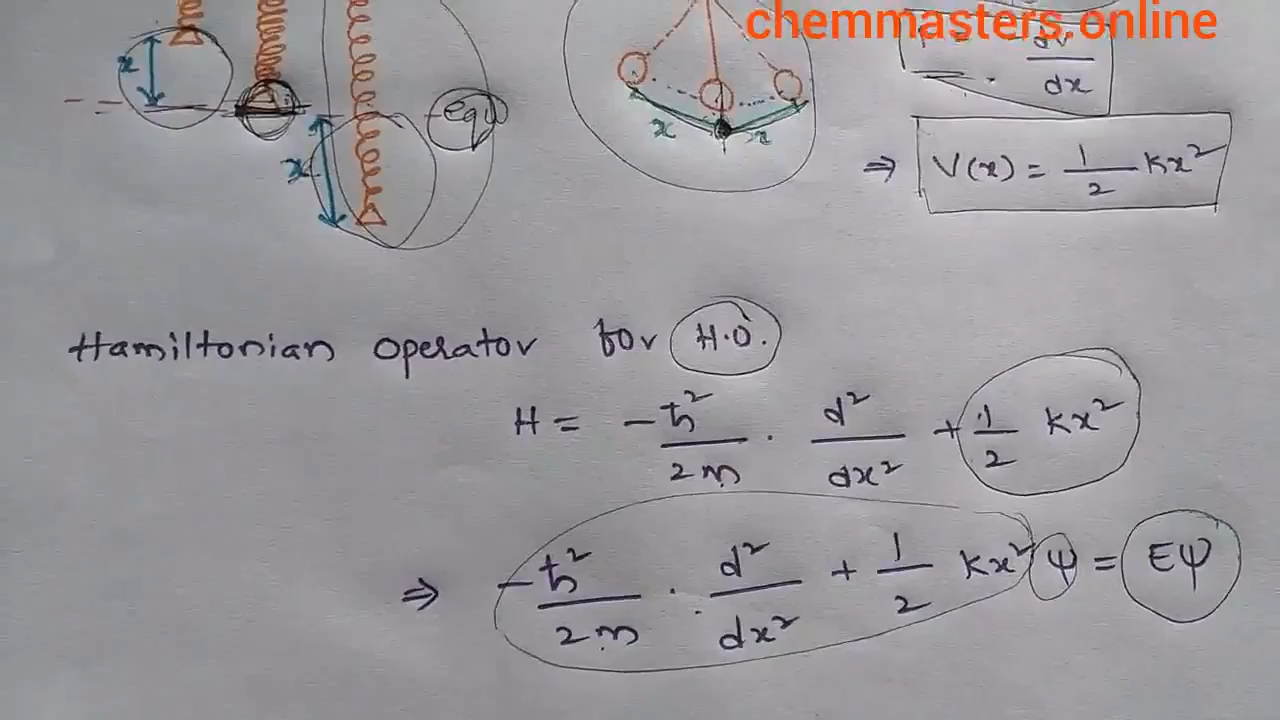 chemmasters.online
x
equ
x
x x
dv
dx
⇒ V(x) = 1/2 Kx²
Hamiltonian operator for H.O.
H = -ħ²/2m · d²/dx² + 1/2 Kx²
⇒ -ħ²/2m · d²/dx² + 1/2 Kx² ψ = Eψ